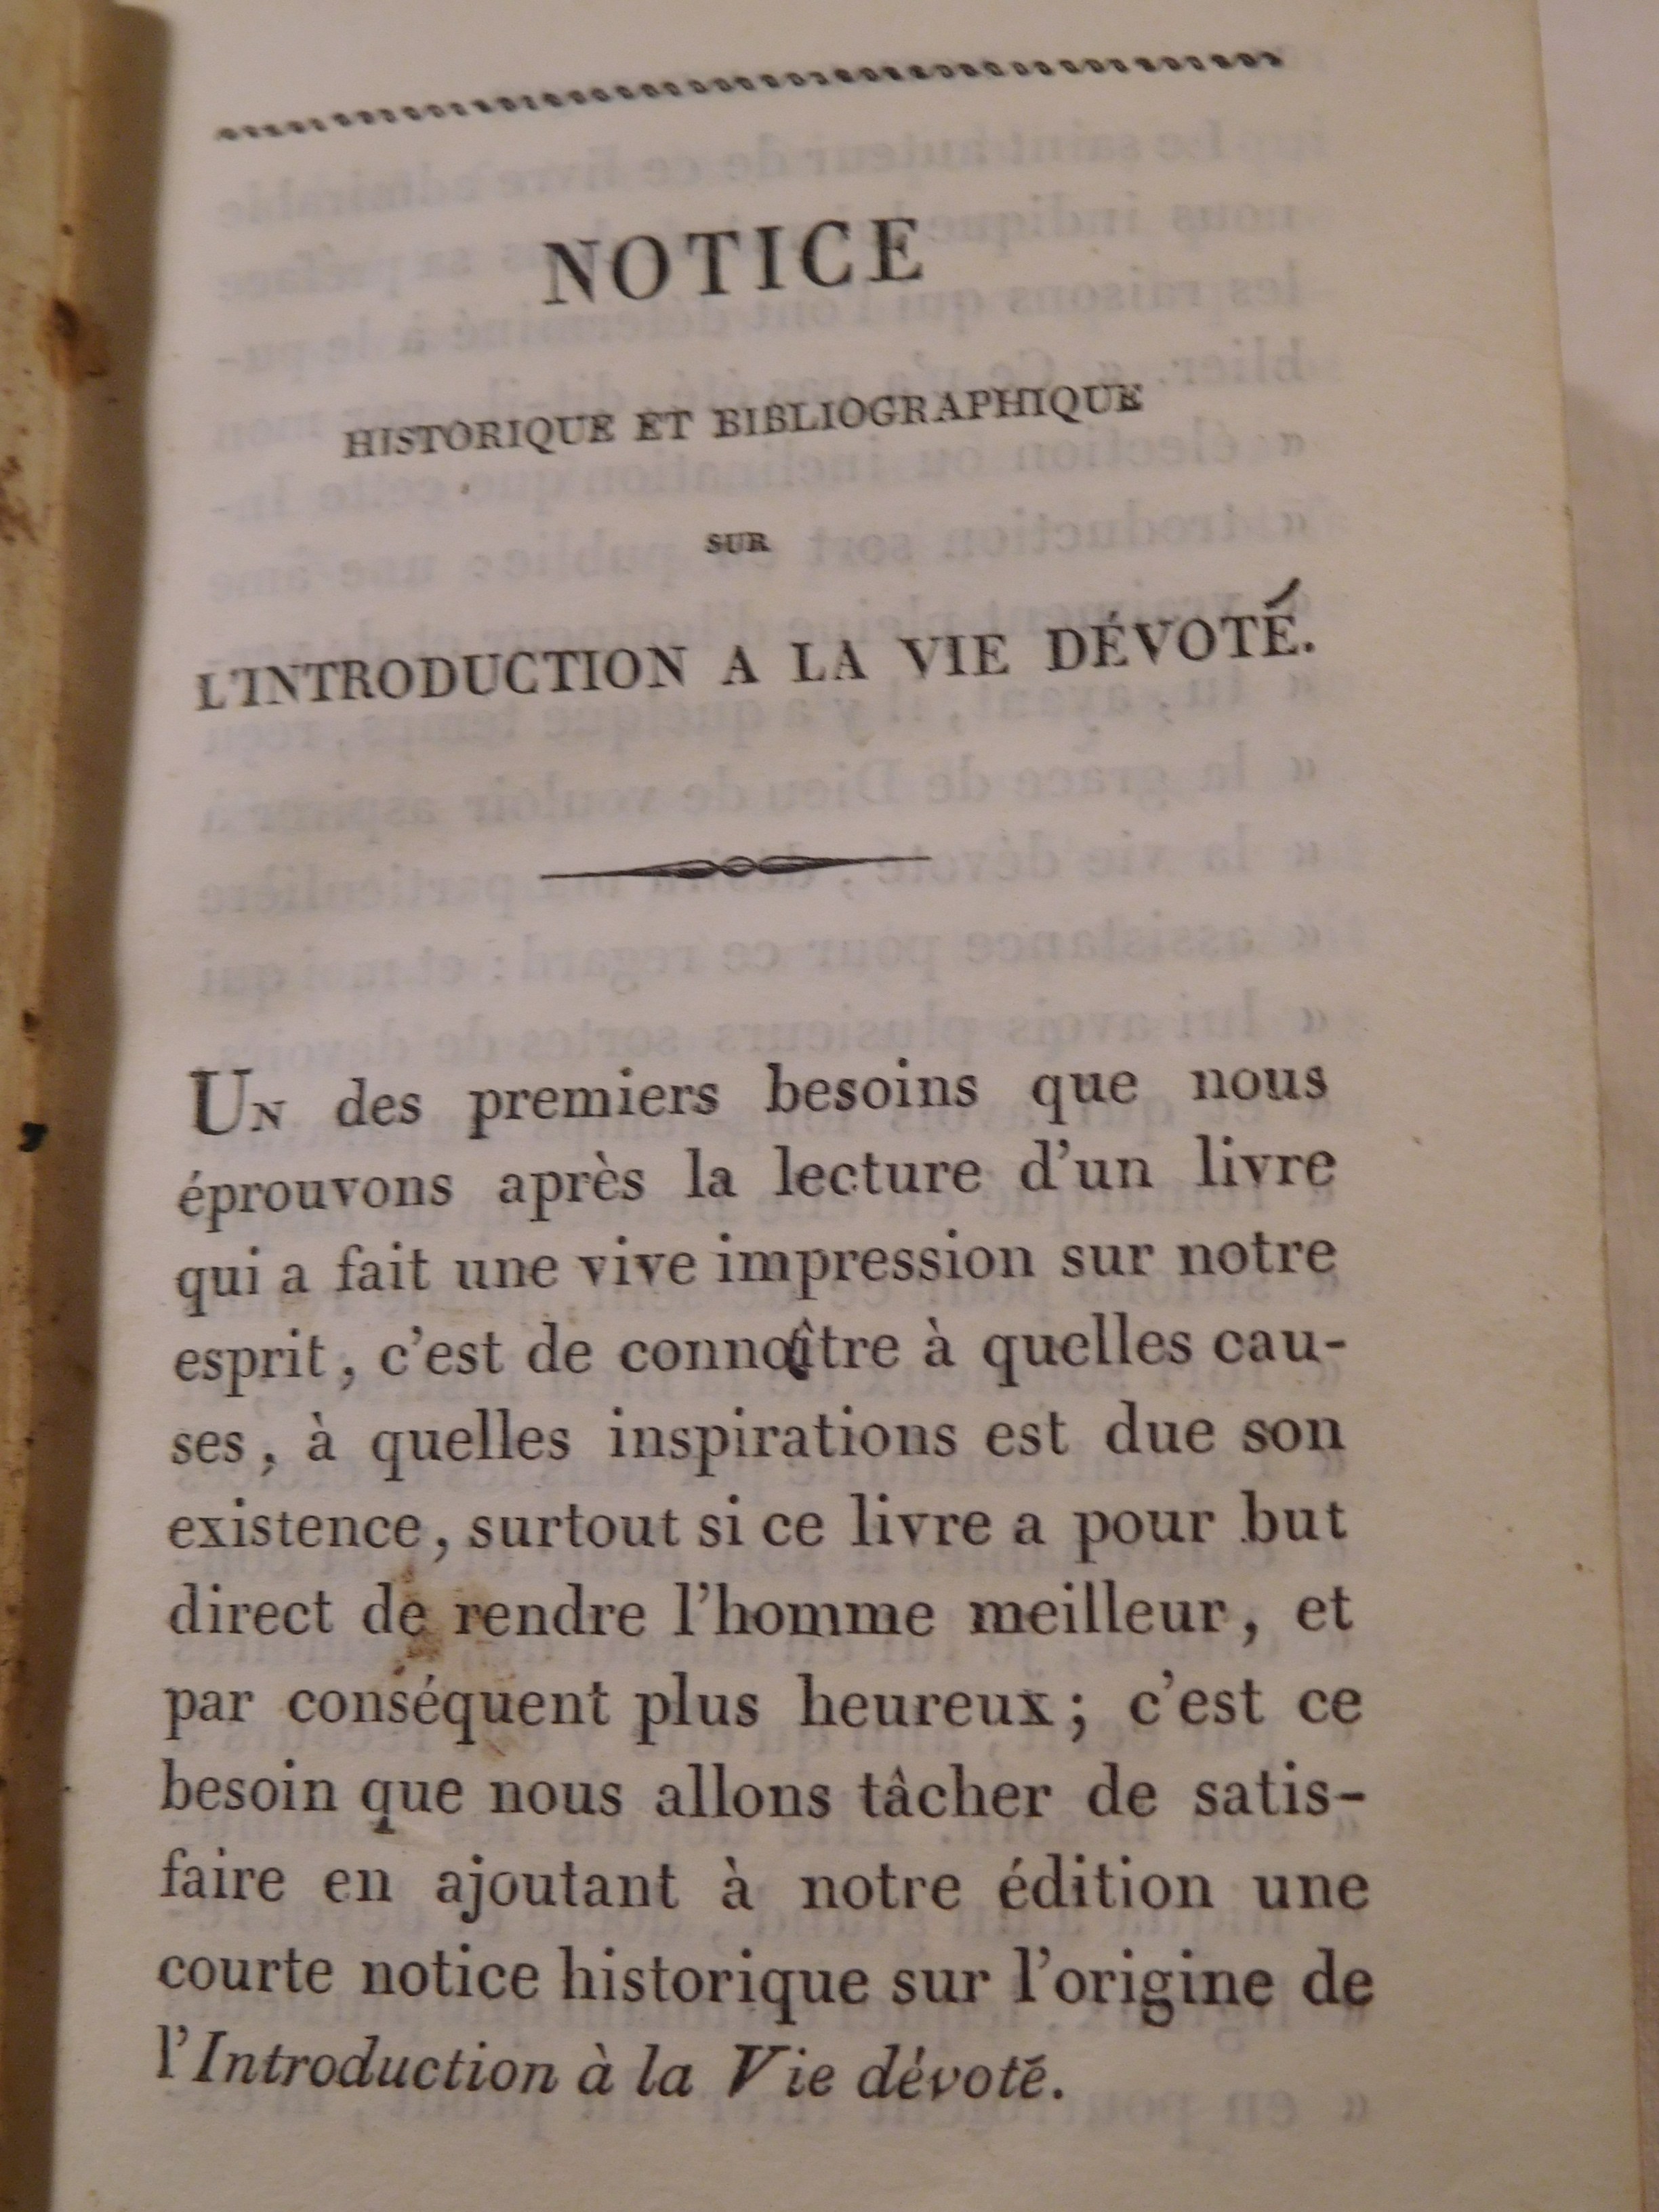 NOTICE
HISTORIQUE ET BIBLIOGRAPHIQUE
SUR
L'INTRODUCTION A LA VIE DÉVOTÉ.
UN des premiers besoins que nous
éprouvons après la lecture d'un livre
qui a fait une vive impression sur notre
esprit, c'est de connoître à quelles cau-
ses, à quelles inspirations est due son
existence, surtout si ce livre a pour but
direct de rendre l'homme meilleur, et
par conséquent plus heureux; c'est ce
besoin que nous allons tâcher de satis-
faire en ajoutant à notre édition une
courte notice historique sur l'origine de
l'Introduction à la Vie dévoté.